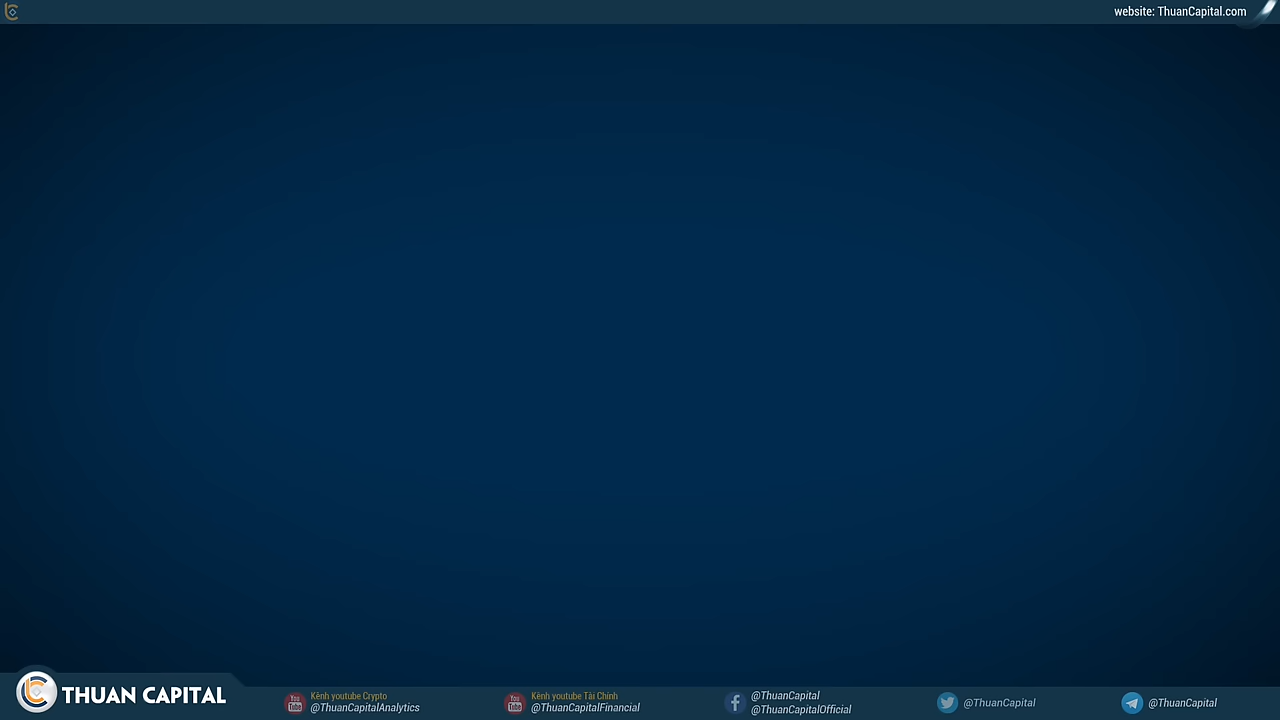 website: ThuanCapital.com
THUAN CAPITAL
Kênh youtube Crypto
@ThuanCapitalAnalytics
Kênh youtube Tài Chính
@ThuanCapitalFinancial
@ThuanCapital
@ThuanCapitalOfficial
@ThuanCapital
@ThuanCapital